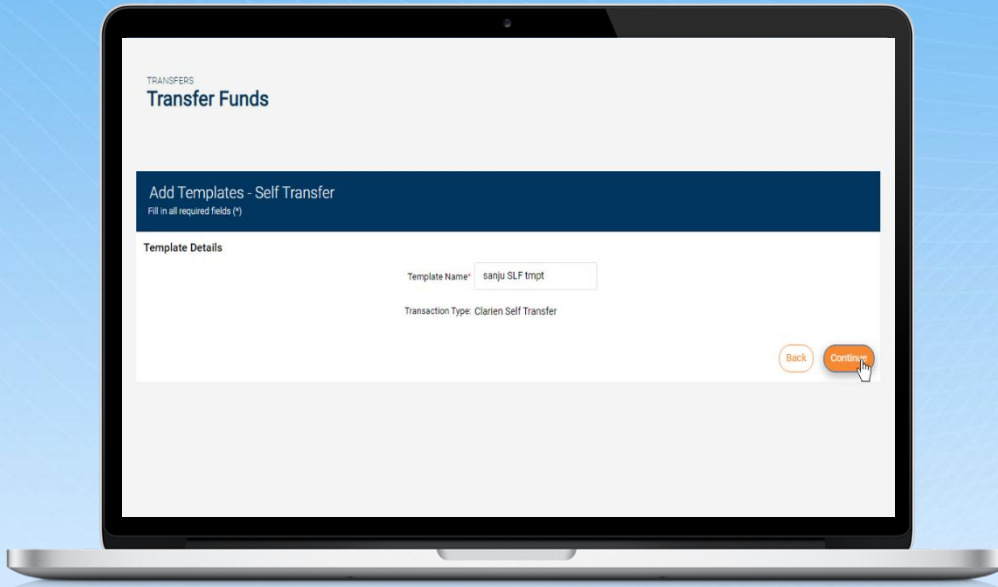 TRANSFERS
Transfer Funds
Add Templates - Self Transfer
Fill in all required fields (*)
Template Details
Template Name* sanju SLF tmpt
Transaction Type: Clarien Self Transfer
Back Continue